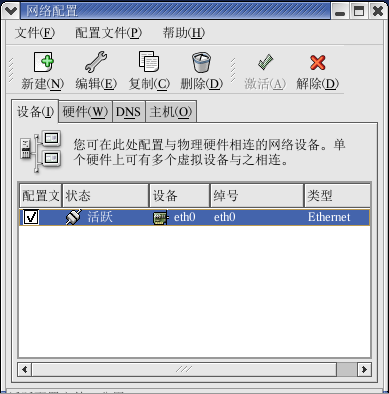 网络配置
文件(F) 配置文件(P) 帮助(H)
新建(N) 编辑(E) 复制(C) 删除(D) 激活(A) 解除(D)
设备(I) 硬件(W) DNS 主机(O)
您可在此处配置与物理硬件相连的网络设备。单
个硬件上可有多个虚拟设备与之相连。
配置文 状态 设备 绰号 类型
活跃 eth0 eth0 Ethernet